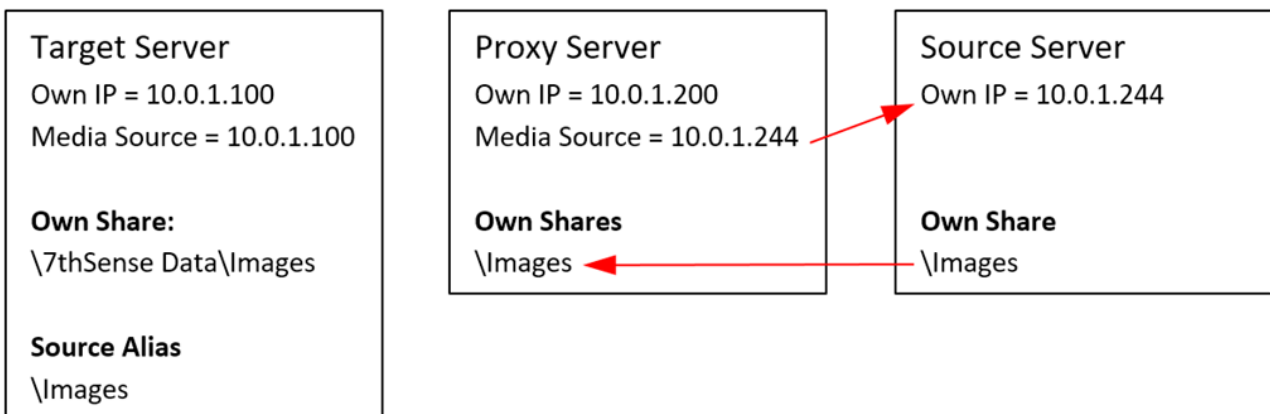 Target Server
Own IP = 10.0.1.100
Media Source = 10.0.1.100
Own Share:
\7thSense Data\Images
Source Alias
\Images
Proxy Server
Own IP = 10.0.1.200
Media Source = 10.0.1.244
Own Shares
\Images
Source Server
Own IP = 10.0.1.244
Own Share
\Images